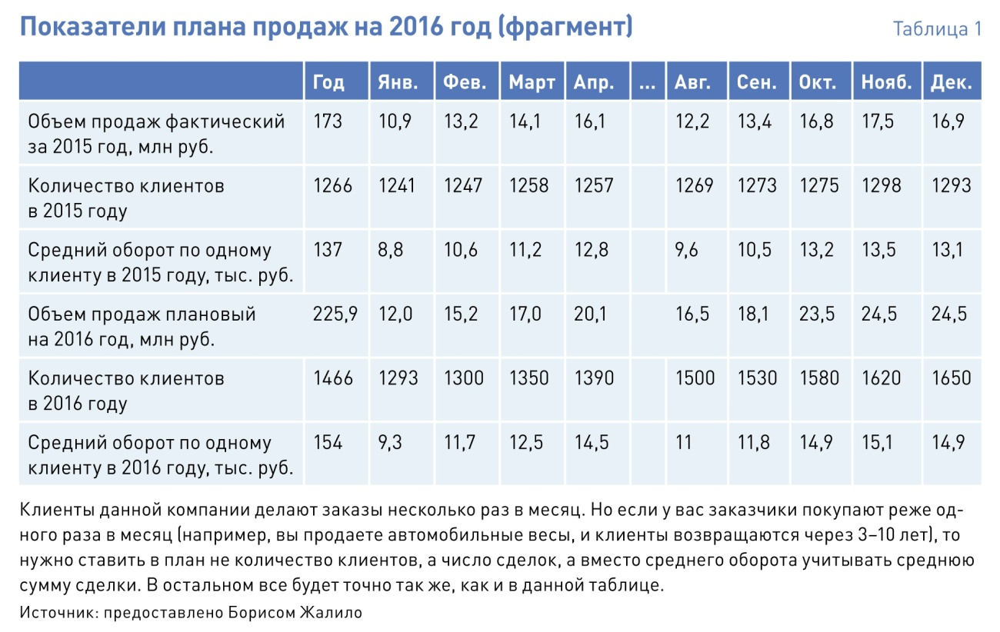 Показатели плана продаж на 2016 год (фрагмент) Таблица 1
Год Янв. Фев. Март Апр. ... Авг. Сен. Окт. Нояб. Дек.
Объем продаж фактический
за 2015 год, млн руб. 173 10,9 13,2 14,1 16,1 12,2 13,4 16,8 17,5 16,9
Количество клиентов
в 2015 году 1266 1241 1247 1258 1257 1269 1273 1275 1298 1293
Средний оборот по одному
клиенту в 2015 году, тыс. руб. 137 8,8 10,6 11,2 12,8 9,6 10,5 13,2 13,5 13,1
Объем продаж плановый
на 2016 год, млн руб. 225,9 12,0 15,2 17,0 20,1 16,5 18,1 23,5 24,5 24,5
Количество клиентов
в 2016 году 1466 1293 1300 1350 1390 1500 1530 1580 1620 1650
Средний оборот по одному
клиенту в 2016 году, тыс. руб. 154 9,3 11,7 12,5 14,5 11 11,8 14,9 15,1 14,9
Клиенты данной компании делают заказы несколько раз в месяц. Но если у вас заказчики покупают реже од-
ного раза в месяц (например, вы продаете автомобильные весы, и клиенты возвращаются через 3–10 лет), то
нужно ставить в план не количество клиентов, а число сделок, а вместо среднего оборота учитывать среднюю
сумму сделки. В остальном все будет точно так же, как и в данной таблице.
Источник: предоставлено Борисом Жалило